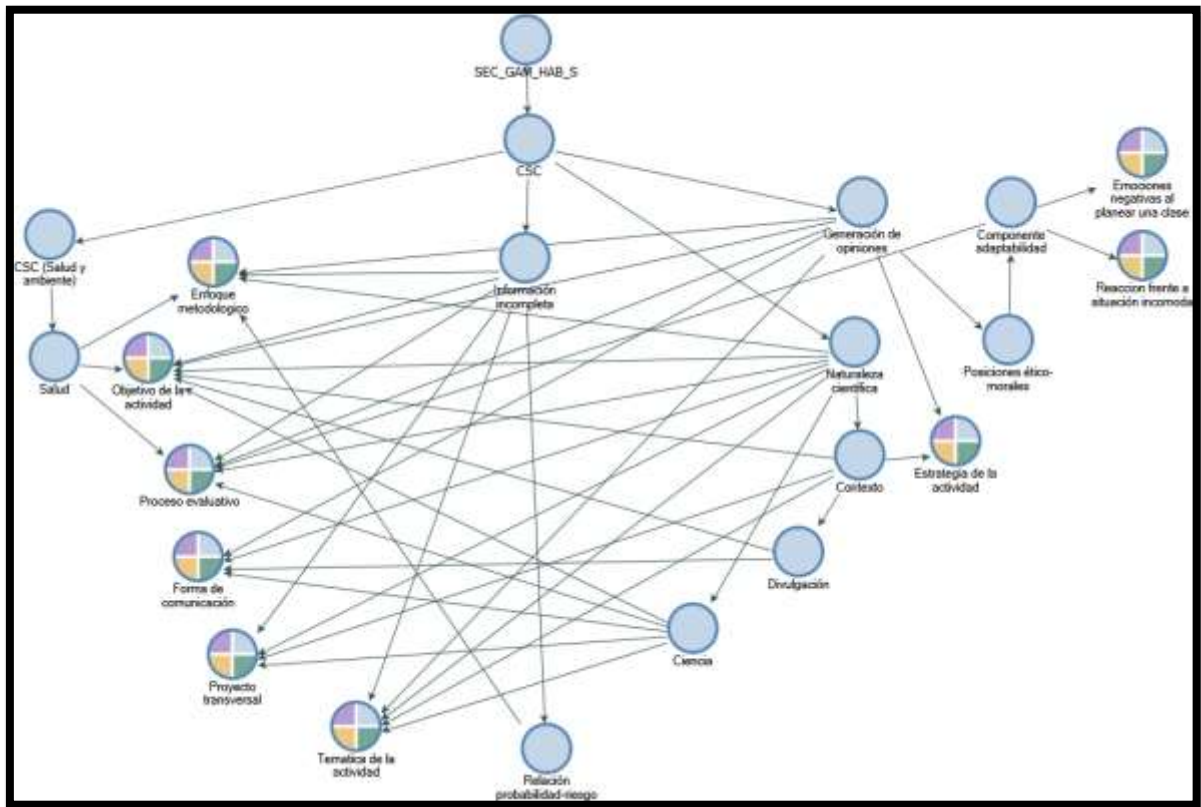 SEC_GAM_HAB_S
CSC
Emociones
negativas al
planear una clase
Generación de
opiniones
Componente
adaptabilidad
CSC (Salud y
ambiente)
Enfoque
metodologico
Información
incompleta
Reaccion frente a
situación incomoda
Salud
Objetivo de la
actividad
Naturaleza
científica
Posiciones ético-
morales
Proceso evaluativo
Contexto
Estrategia de la
actividad
Forma de
comunicación
Divulgación
Ciencia
Proyecto
transversal
Tematica de la
actividad
Relación
probabilidad-riesgo